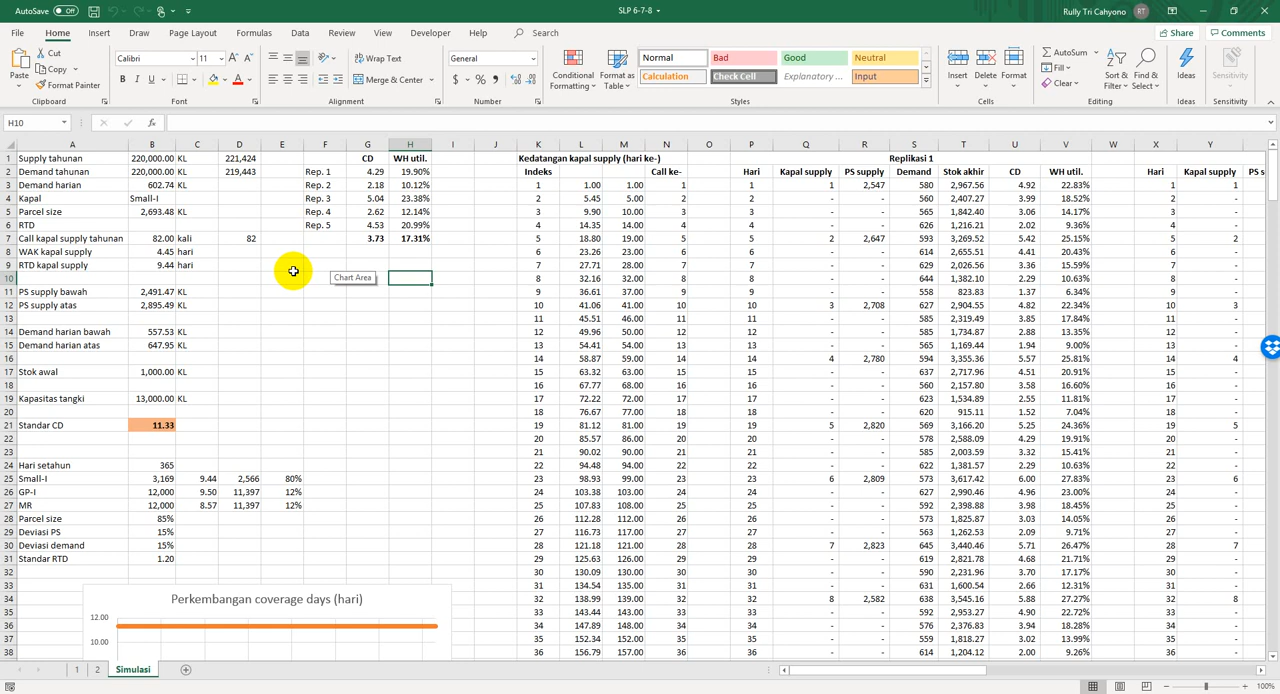 AutoSave Off SLP 6-7-8 Rully Tri Cahyono RT
File Home Insert Draw Page Layout Formulas Data Review View Developer Help Search Share Comments
Paste Cut Copy Format Painter Clipboard
Calibri 11 A A B I U A Font
Wrap Text Merge & Center Alignment
General $ % Number
Conditional Formatting Format as Table
Normal Bad Good Neutral
Calculation Check Cell Explanatory ... Input Styles
Insert Delete Format Cells
AutoSum Fill Clear Sort & Filter Find & Select Editing
Ideas Ideas Sensitivity Sensitivity
H10 fx
A B C D E F G H I J K L M N O P Q R S T U V W X Y
1 Supply tahunan 220,000.00 KL 221,424 CD WH util. Kedatangan kapal supply (hari ke-) Replikasi 1
2 Demand tahunan 220,000.00 KL 219,443 Rep. 1 4.29 19.90% Indeks Call ke- Hari Kapal supply PS supply Demand Stok akhir CD WH util. Hari Kapal supply PS s
3 Demand harian 602.74 KL Rep. 2 2.18 10.12% 1 1.00 1.00 1 1 1 2,547 580 2,967.56 4.92 22.83% 1 1
4 Kapal Small-I Rep. 3 5.04 23.38% 2 5.45 5.00 2 2 - - 560 2,407.27 3.99 18.52% 2 -
5 Parcel size 2,693.48 KL Rep. 4 2.62 12.14% 3 9.90 10.00 3 3 - - 565 1,842.40 3.06 14.17% 3 -
6 RTD Rep. 5 4.53 20.99% 4 14.35 14.00 4 4 - - 626 1,216.21 2.02 9.36% 4 -
7 Call kapal supply tahunan 82.00 kali 82 3.73 17.31% 5 18.80 19.00 5 5 2 2,647 593 3,269.52 5.42 25.15% 5 2
8 WAK kapal supply 4.45 hari 6 23.26 23.00 6 6 - - 614 2,655.51 4.41 20.43% 6 -
9 RTD kapal supply 9.44 hari 7 27.71 28.00 7 7 - - 629 2,026.56 3.36 15.59% 7 -
10 Chart Area 8 32.16 32.00 8 8 - - 644 1,382.10 2.29 10.63% 8 -
11 PS supply bawah 2,491.47 KL 9 36.61 37.00 9 9 - - 558 823.83 1.37 6.34% 9 -
12 PS supply atas 2,895.49 KL 10 41.06 41.00 10 10 3 2,708 627 2,904.55 4.82 22.34% 10 3
13 11 45.51 46.00 11 11 - - 585 2,319.49 3.85 17.84% 11 -
14 Demand harian bawah 557.53 KL 12 49.96 50.00 12 12 - - 585 1,734.87 2.88 13.35% 12 -
15 Demand harian atas 647.95 KL 13 54.41 54.00 13 13 - - 565 1,169.44 1.94 9.00% 13 -
16 14 58.87 59.00 14 14 4 2,780 594 3,355.36 5.57 25.81% 14 4
17 Stok awal 1,000.00 KL 15 63.32 63.00 15 15 - - 637 2,717.96 4.51 20.91% 15 -
18 16 67.77 68.00 16 16 - - 560 2,157.80 3.58 16.60% 16 -
19 Kapasitas tangki 13,000.00 KL 17 72.22 72.00 17 17 - - 623 1,534.89 2.55 11.81% 17 -
20 18 76.67 77.00 18 18 - - 620 915.11 1.52 7.04% 18 -
21 Standar CD 11.33 19 81.12 81.00 19 19 5 2,820 569 3,166.20 5.25 24.36% 19 5
22 20 85.57 86.00 20 20 - - 578 2,588.09 4.29 19.91% 20 -
23 21 90.02 90.00 21 21 - - 585 2,003.59 3.32 15.41% 21 -
24 Hari setahun 365 22 94.48 94.00 22 22 - - 622 1,381.57 2.29 10.63% 22 -
25 Small-I 3,169 9.44 2,566 80% 23 98.93 99.00 23 23 6 2,809 573 3,617.42 6.00 27.83% 23 6
26 GP-I 12,000 9.50 11,397 12% 24 103.38 103.00 24 24 - - 627 2,990.46 4.96 23.00% 24 -
27 MR 12,000 8.57 11,397 12% 25 107.83 108.00 25 25 - - 592 2,398.88 3.98 18.45% 25 -
28 Parcel size 85% 26 112.28 112.00 26 26 - - 573 1,825.87 3.03 14.05% 26 -
29 Deviasi PS 15% 27 116.73 117.00 27 27 - - 563 1,262.53 2.09 9.71% 27 -
30 Deviasi demand 15% 28 121.18 121.00 28 28 7 2,823 645 3,440.46 5.71 26.47% 28 7
31 Standar RTD 1.20 29 125.63 126.00 29 29 - - 619 2,821.78 4.68 21.71% 29 -
32 30 130.09 130.00 30 30 - - 590 2,231.96 3.70 17.17% 30 -
33 31 134.54 135.00 31 31 - - 631 1,600.54 2.66 12.31% 31 -
34 Perkembangan coverage days (hari) 32 138.99 139.00 32 32 8 2,582 638 3,545.16 5.88 27.27% 32 8
35 12.00 33 143.44 143.00 33 33 - - 592 2,953.27 4.90 22.72% 33 -
36 34 147.89 148.00 34 34 - - 576 2,376.83 3.94 18.28% 34 -
37 10.00 35 152.34 152.00 35 35 - - 559 1,818.27 3.02 13.99% 35 -
38 36 156.79 157.00 36 36 - - 614 1,204.12 2.00 9.26% 36 -
1 2 Simulasi
100%